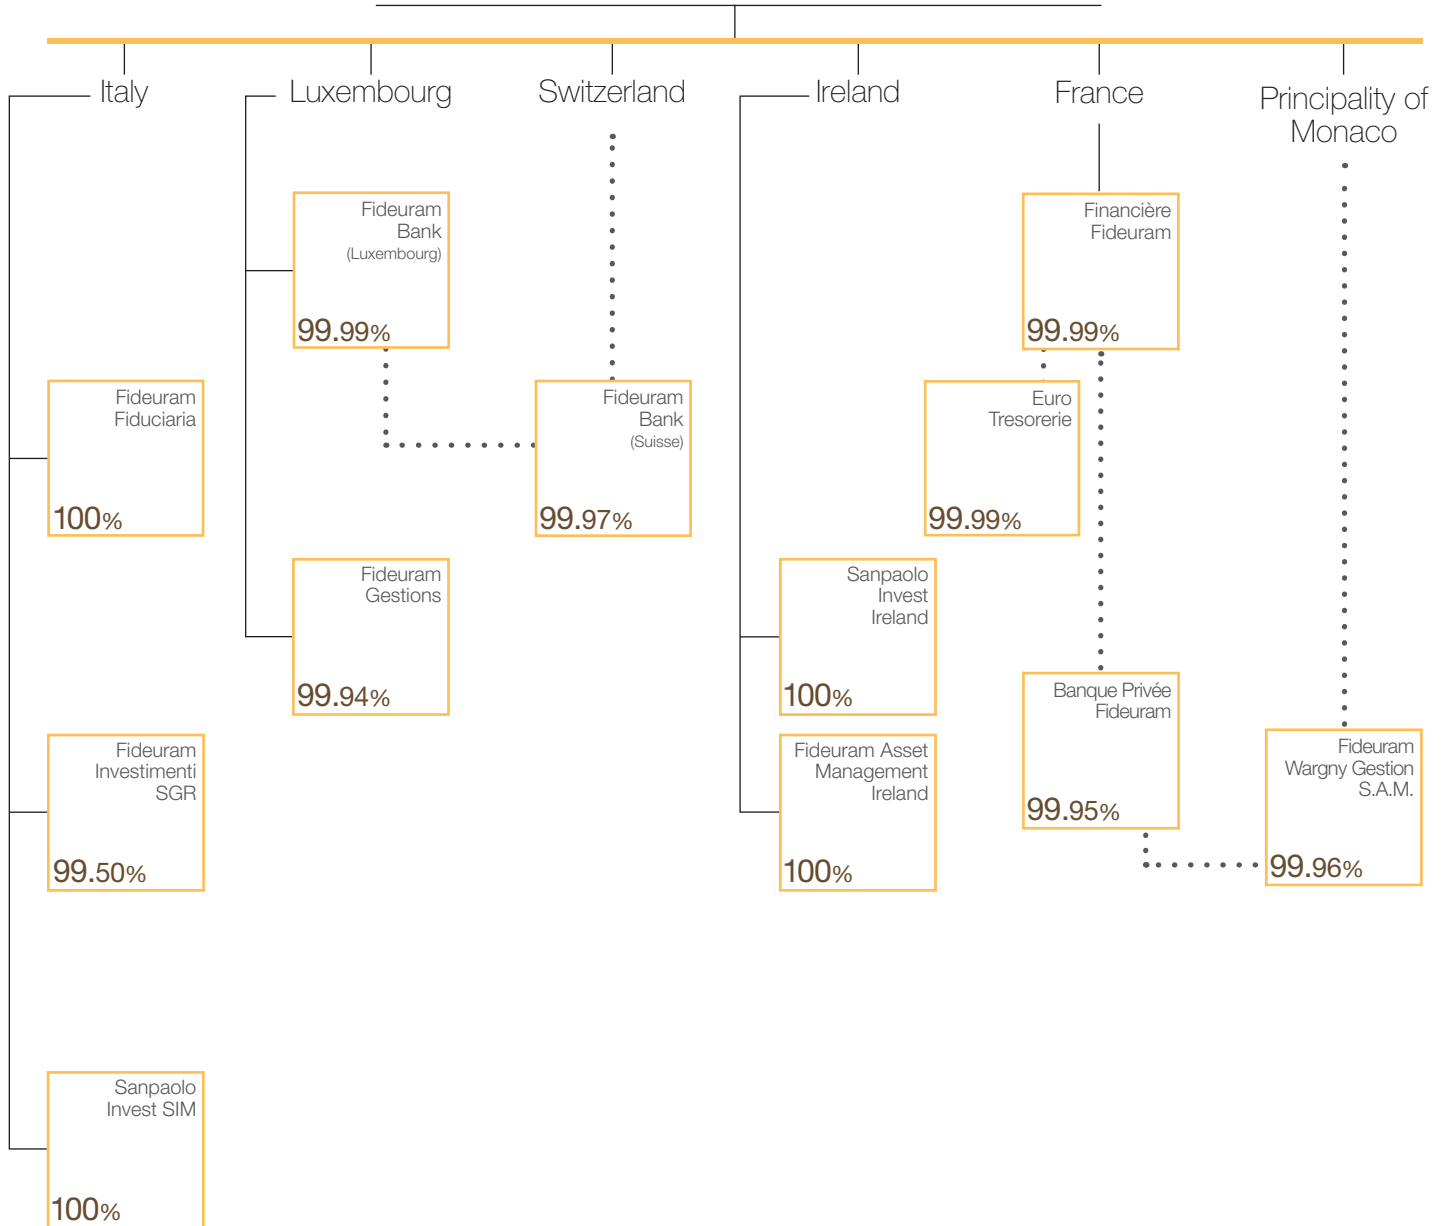 Italy
Luxembourg
Switzerland
Ireland
France
Principality of
Monaco
Fideuram
Bank
(Luxembourg)
99.99%
Financière
Fideuram
99.99%
Fideuram
Fiduciaria
100%
Fideuram
Bank
(Suisse)
99.97%
Euro
Tresorerie
99.99%
Fideuram
Gestions
99.94%
Sanpaolo
Invest
Ireland
100%
Banque Privée
Fideuram
99.95%
Fideuram
Investimenti
SGR
99.50%
Fideuram Asset
Management
Ireland
100%
Fideuram
Wargny Gestion
S.A.M.
99.96%
Sanpaolo
Invest SIM
100%